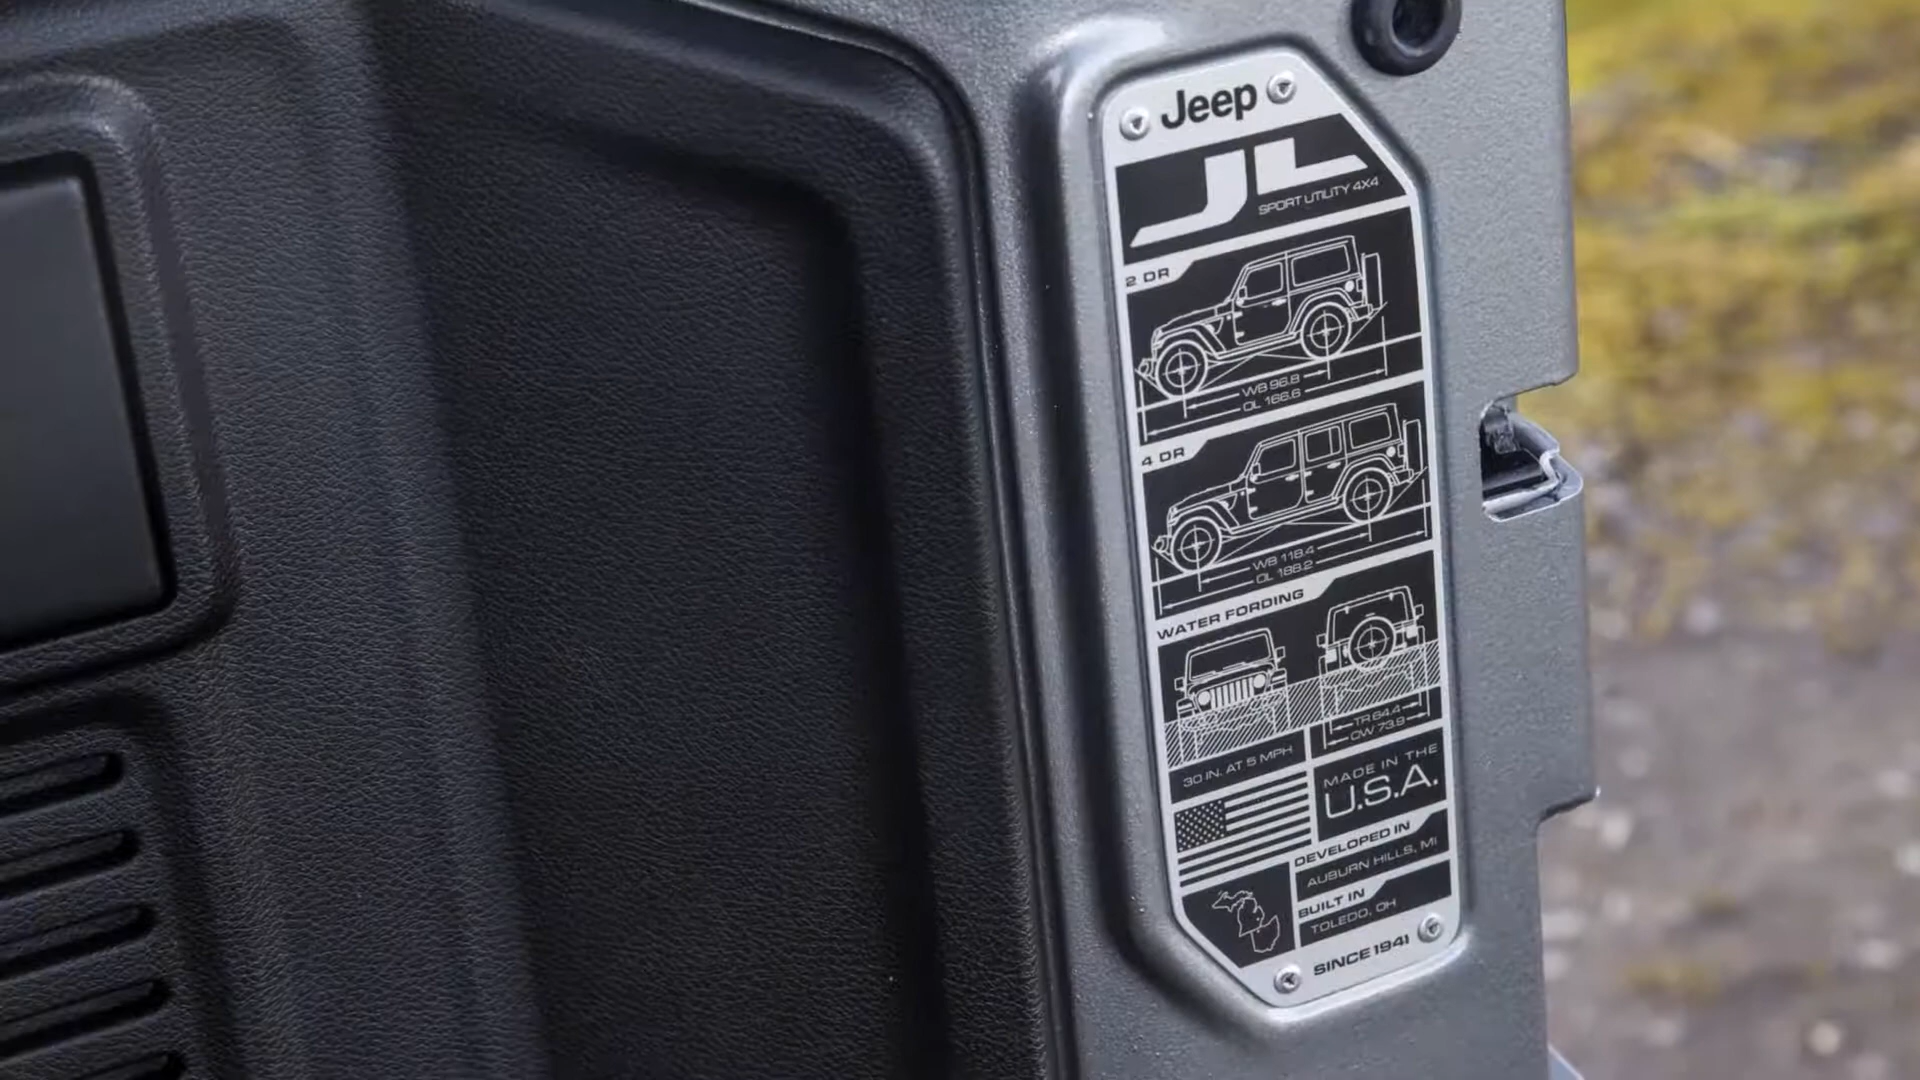 Jeep
JL
SPORT UTILITY 4X4
2 DR
WB 96.8
OL 166.6
4 DR
WB 118.4
OL 188.2
WATER FORDING
TR 64.4
OW 73.9
30 IN. AT 5 MPH
MADE IN THE
U.S.A.
DEVELOPED IN
AUBURN HILLS, MI
BUILT IN
TOLEDO, OH
SINCE 1941